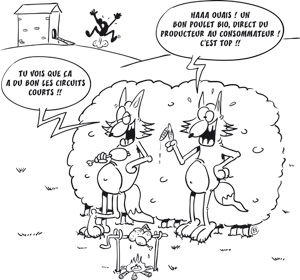 TU VOIS QUE ÇA
A DU BON LES CIRCUITS
COURTS !!
HAAA OUAIS ! UN
BON POULET BIO, DIRECT DU
PRODUCTEUR AU CONSOMMATEUR !
C'EST TOP !!